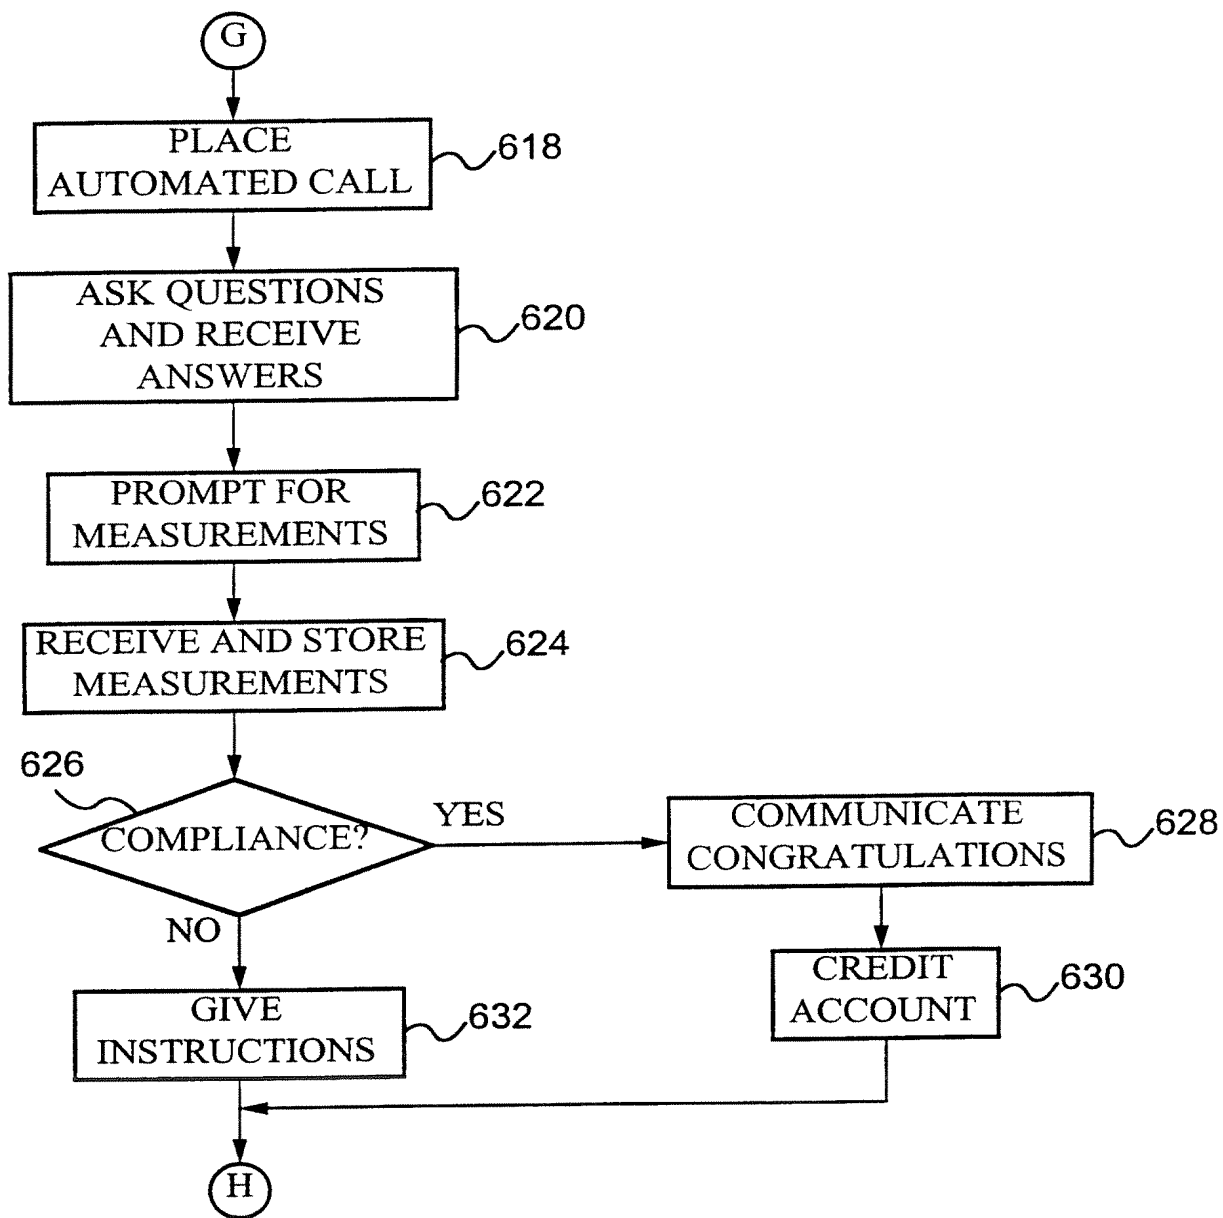 G
PLACE
AUTOMATED CALL
618
ASK QUESTIONS
AND RECEIVE
ANSWERS
620
PROMPT FOR
MEASUREMENTS
622
RECEIVE AND STORE
MEASUREMENTS
624
626
COMPLIANCE?
YES
COMMUNICATE
CONGRATULATIONS
628
NO
CREDIT
ACCOUNT
630
GIVE
INSTRUCTIONS
632
H